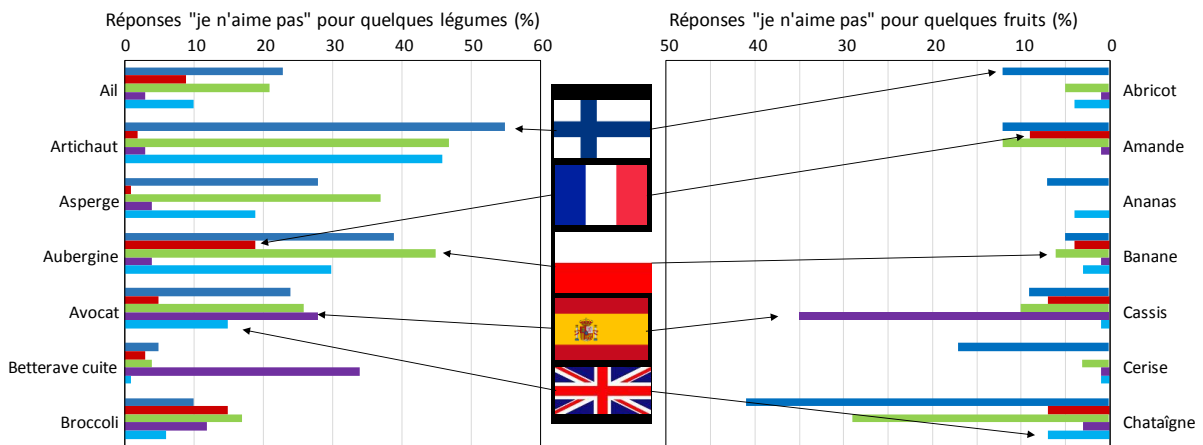 Réponses "je n'aime pas" pour quelques légumes (%)
0 10 20 30 40 50 60
Ail
Artichaut
Asperge
Aubergine
Avocat
Betterave cuite
Broccoli
Réponses "je n'aime pas" pour quelques fruits (%)
50 40 30 20 10 0
Abricot
Amande
Ananas
Banane
Cassis
Cerise
Chataîgne